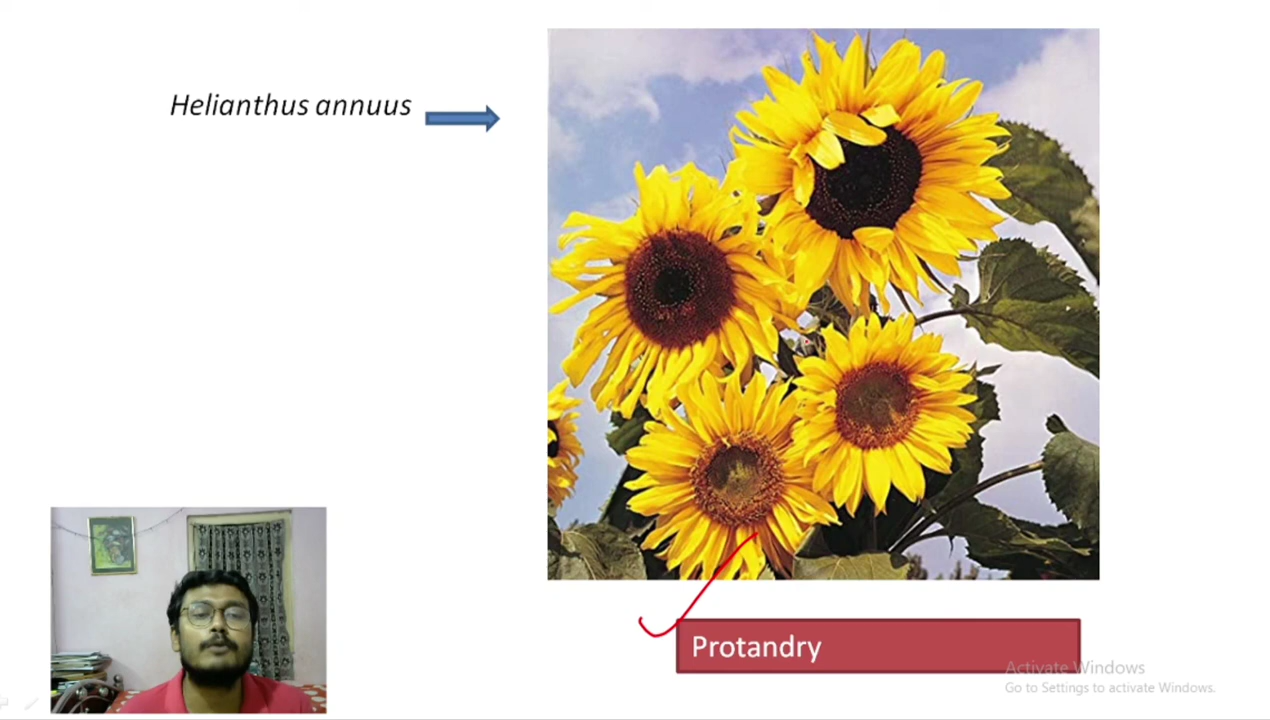 Helianthus annuus
Protandry
Activate Windows
Go to Settings to activate Windows.